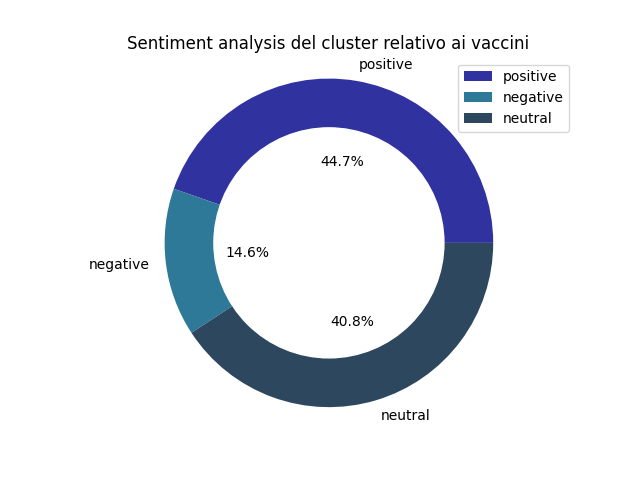 Sentiment analysis del cluster relativo ai vaccini
positive
positive
negative
neutral
44.7%
negative
14.6%
40.8%
neutral